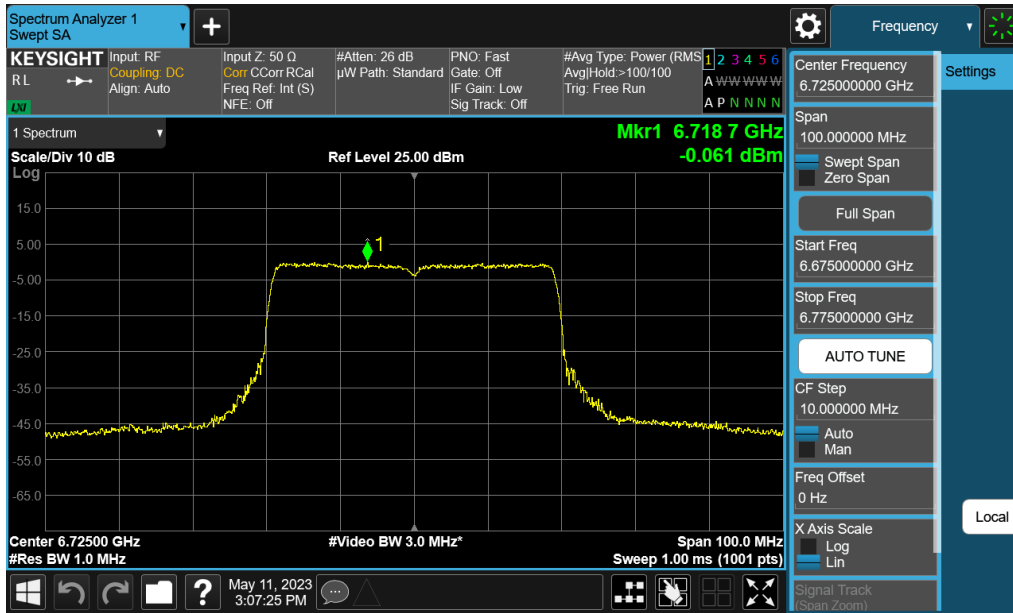 Spectrum Analyzer 1
Swept SA
Frequency
KEYSIGHT
R L
LXI
Input: RF
Coupling: DC
Align: Auto
Input Z: 50 Ω
Corr CCorr RCal
Freq Ref: Int (S)
NFE: Off
#Atten: 26 dB
µW Path: Standard
PNO: Fast
Gate: Off
IF Gain: Low
Sig Track: Off
#Avg Type: Power (RMS
Avg|Hold:>100/100
Trig: Free Run
1 2 3 4 5 6
A W W W W W
A P N N N N
1 Spectrum
Mkr1 6.718 7 GHz
Scale/Div 10 dB
Ref Level 25.00 dBm
-0.061 dBm
Log
15.0
5.00
-5.00
-15.0
-25.0
-35.0
-45.0
-55.0
-65.0
1
Center 6.72500 GHz
#Video BW 3.0 MHz*
Span 100.0 MHz
#Res BW 1.0 MHz
Sweep 1.00 ms (1001 pts)
Center Frequency
6.725000000 GHz
Settings
Span
100.000000 MHz
Swept Span
Zero Span
Full Span
Start Freq
6.675000000 GHz
Stop Freq
6.775000000 GHz
AUTO TUNE
CF Step
10.000000 MHz
Auto
Man
Freq Offset
0 Hz
X Axis Scale
Log
Lin
Local
Signal Track
(Span Zoom)
?
May 11, 2023
3:07:25 PM